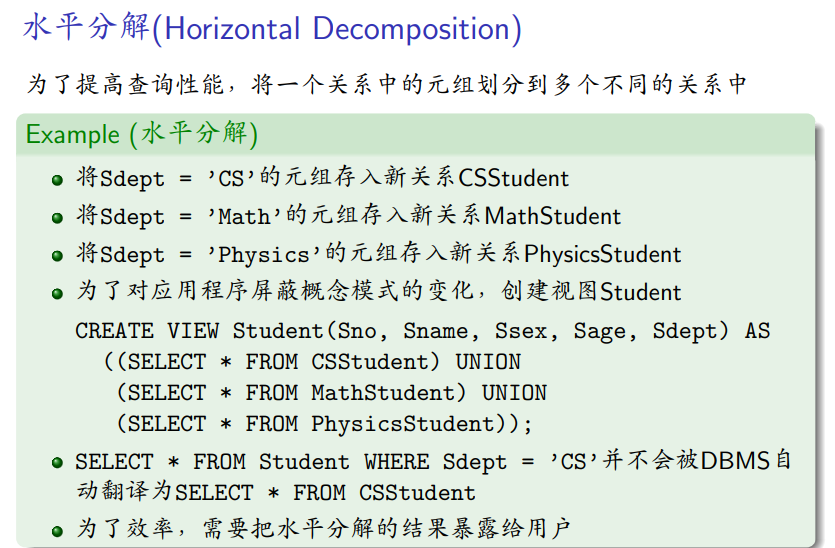 水平分解(Horizontal Decomposition)
为了提高查询性能，将一个关系中的元组划分到多个不同的关系中
Example (水平分解)
将Sdept = 'CS'的元组存入新关系CSStudent
将Sdept = 'Math'的元组存入新关系MathStudent
将Sdept = 'Physics'的元组存入新关系PhysicsStudent
为了对应用程序屏蔽概念模式的变化，创建视图Student
CREATE VIEW Student(Sno, Sname, Ssex, Sage, Sdept) AS
((SELECT * FROM CSStudent) UNION
(SELECT * FROM MathStudent) UNION
(SELECT * FROM PhysicsStudent));
SELECT * FROM Student WHERE Sdept = 'CS'并不会被DBMS自
动翻译为SELECT * FROM CSStudent
为了效率，需要把水平分解的结果暴露给用户